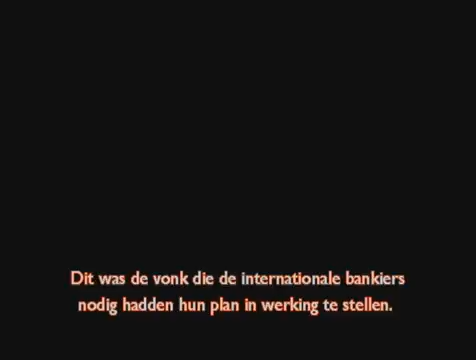 Dit was de vonk die de internationale bankiers
nodig hadden hun plan in werking te stellen.